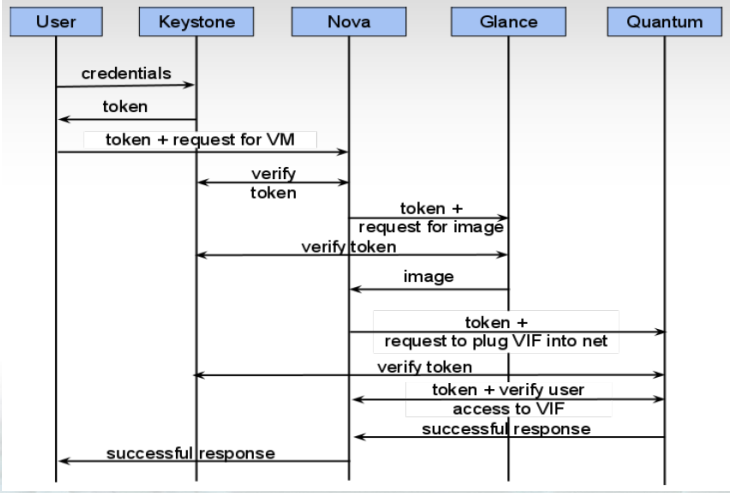 User
Keystone
Nova
Glance
Quantum
credentials
token
token + request for VM
verify
token
token +
request for image
verify token
image
token +
request to plug VIF into net
verify token
token + verify user
access to VIF
successful response
successful response